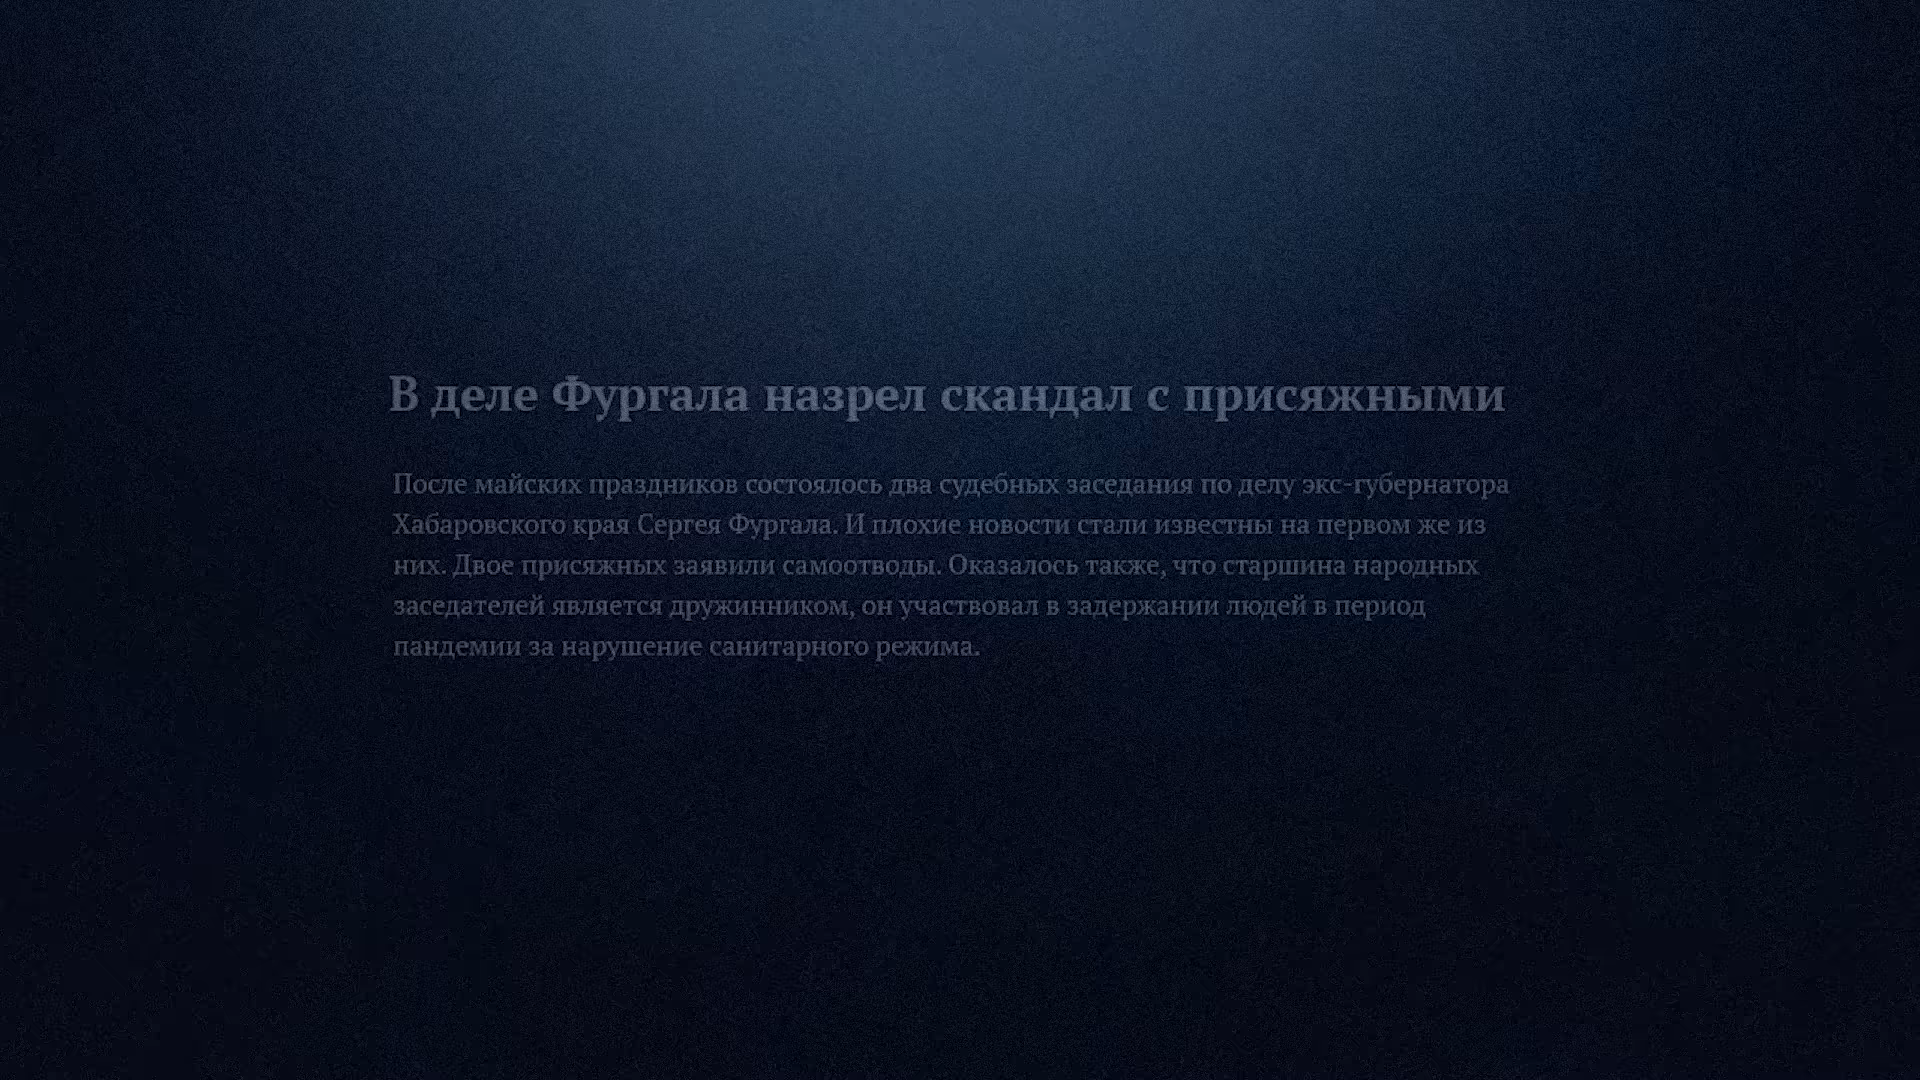 В деле Фургала назрел скандал с присяжными
После майских праздников состоялось два судебных заседания по делу экс-губернатора
Хабаровского края Сергея Фургала. И плохие новости стали известны на первом же из
них. Двое присяжных заявили самоотводы. Оказалось также, что старшина народных
заседателей является дружинником, он участвовал в задержании людей в период
пандемии за нарушение санитарного режима.